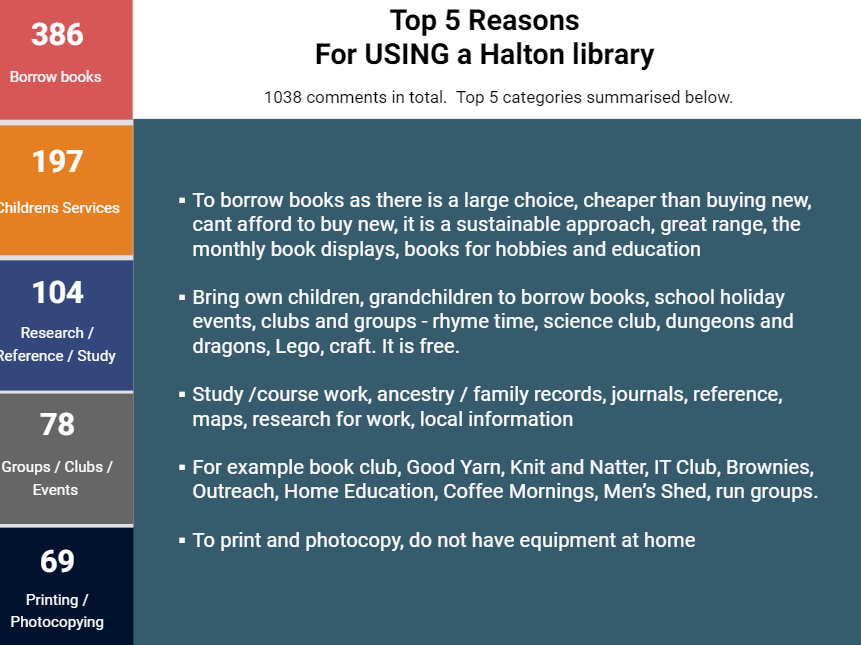 386
Borrow books
197
Childrens Services
104
Research /
Reference / Study
78
Groups / Clubs /
Events
69
Printing /
Photocopying
Top 5 Reasons
For USING a Halton library
1038 comments in total. Top 5 categories summarised below.
▪ To borrow books as there is a large choice, cheaper than buying new,
cant afford to buy new, it is a sustainable approach, great range, the
monthly book displays, books for hobbies and education
▪ Bring own children, grandchildren to borrow books, school holiday
events, clubs and groups - rhyme time, science club, dungeons and
dragons, Lego, craft. It is free.
▪ Study /course work, ancestry / family records, journals, reference,
maps, research for work, local information
▪ For example book club, Good Yarn, Knit and Natter, IT Club, Brownies,
Outreach, Home Education, Coffee Mornings, Men’s Shed, run groups.
▪ To print and photocopy, do not have equipment at home